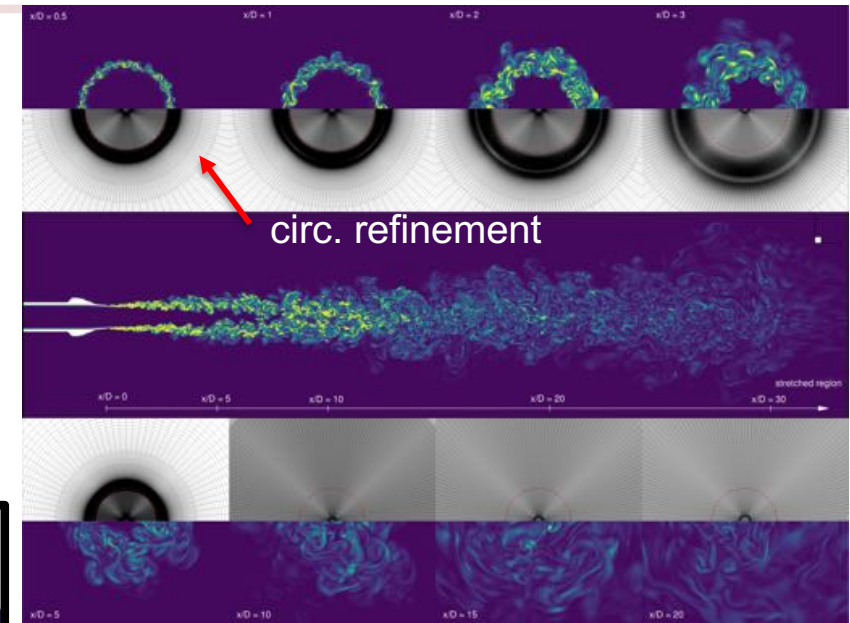 x/D = 0.5
x/D = 1
x/D = 2
x/D = 3
circ. refinement
stretched region
x/D = 0
x/D = 5
x/D = 10
x/D = 20
x/D = 30
x/D = 5
x/D = 10
x/D = 15
x/D = 20